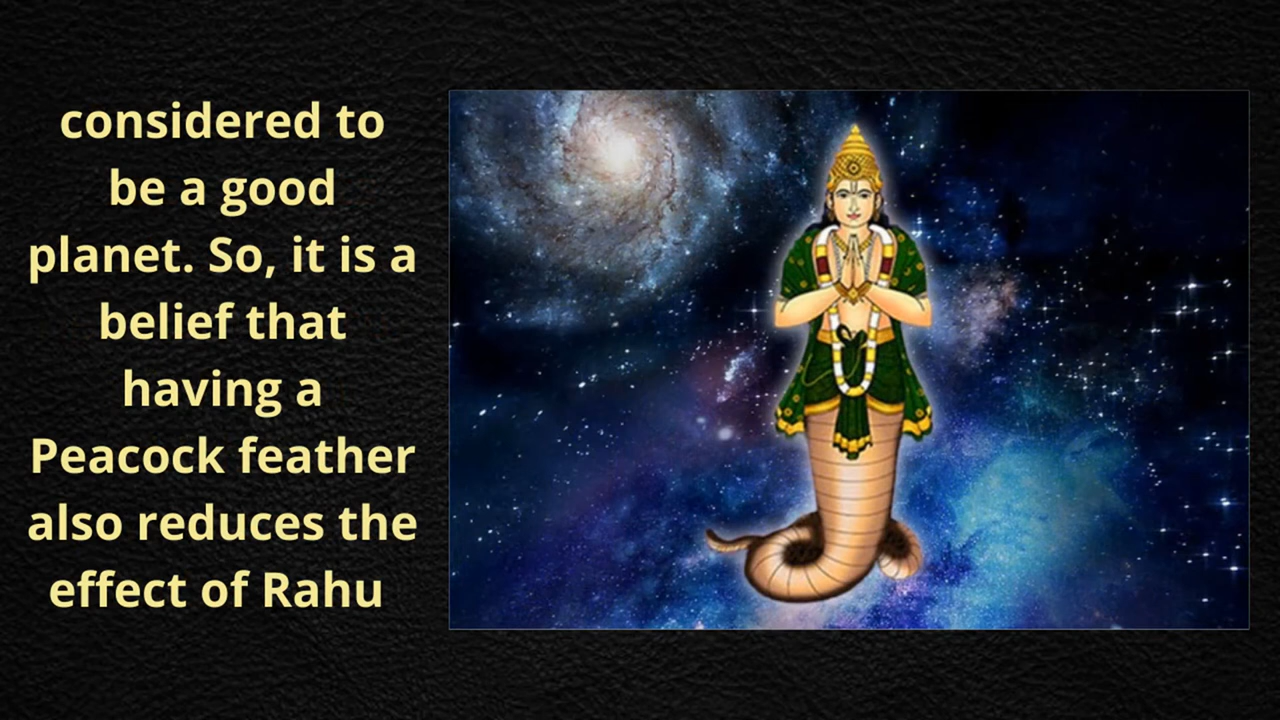 considered to
be a good
planet. So, it is a
belief that
having a
Peacock feather
also reduces the
effect of Rahu